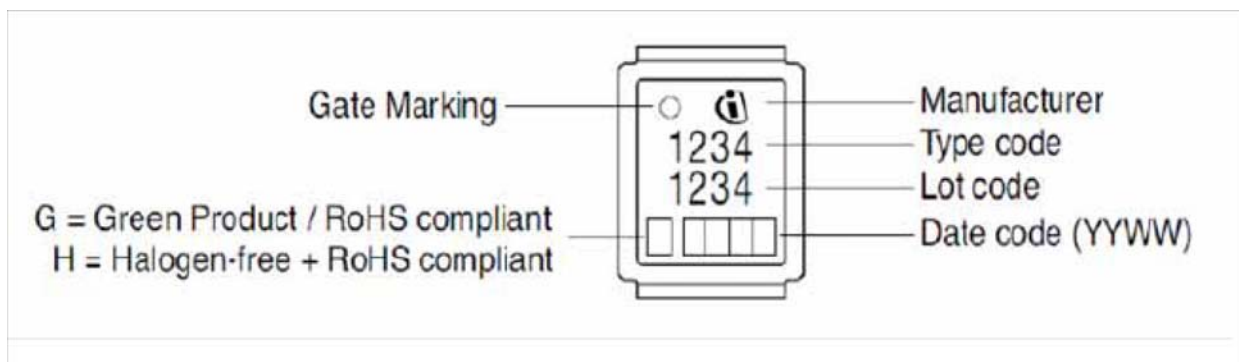 Gate Marking
Manufacturer
1234
Type code
1234
Lot code
G = Green Product / RoHS compliant
H = Halogen-free + RoHS compliant
Date code (YYWW)